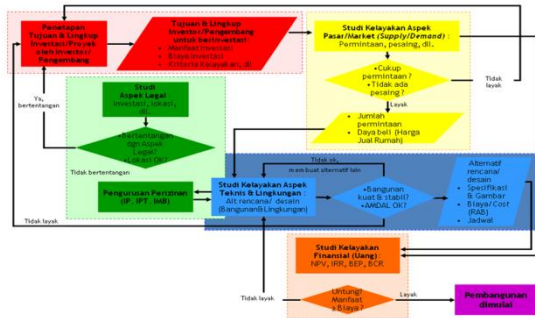 Penetapan
Tujuan & Lingkup
Investasi/Proyek
oleh Investor/
Pengembang
Tujuan & Lingkup
Investor/Pengembang
untuk berinvestasi
• Manfaat Investasi
• Biaya Investasi
• Kriteria Kelayakan, dll.
Studi Kelayakan Aspek
Pasar/Market (Supply/Demand) :
Permintaan, pesaing, dll.
•Cukup
permintaan?
•Tidak ada
pesaing?
Tidak
layak
Layak
• Jumlah
permintaan
• Daya beli (Harga
Jual Rumah)
Ya,
bertentangan
Studi
Aspek Legal :
Investasi, lokasi,
dll.
•Bertentangan
dgn Aspek
Legal?
•Lokasi OK?
Tidak bertentangan
Pengurusan Perizinan
(IP, IPT, IMB)
Tidak ok,
membuat alternatif lain
Studi Kelayakan Aspek
Teknis & Lingkungan :
Alt rencana/ desain
(Bangunan&Lingkungan)
•Bangunan
kuat & stabil?
•AMDAL OK?
Alternatif
rencana/
desain
• Spesifikasi
& Gambar
• Biaya/Cost
(RAB)
• Jadwal
Tidak layak
Studi Kelayakan
Finansial (Uang) :
NPV, IRR, BEP, BCR
Tidak layak
Untung?
Manfaat
≥ Biaya?
Layak
Pembangunan
dimulai